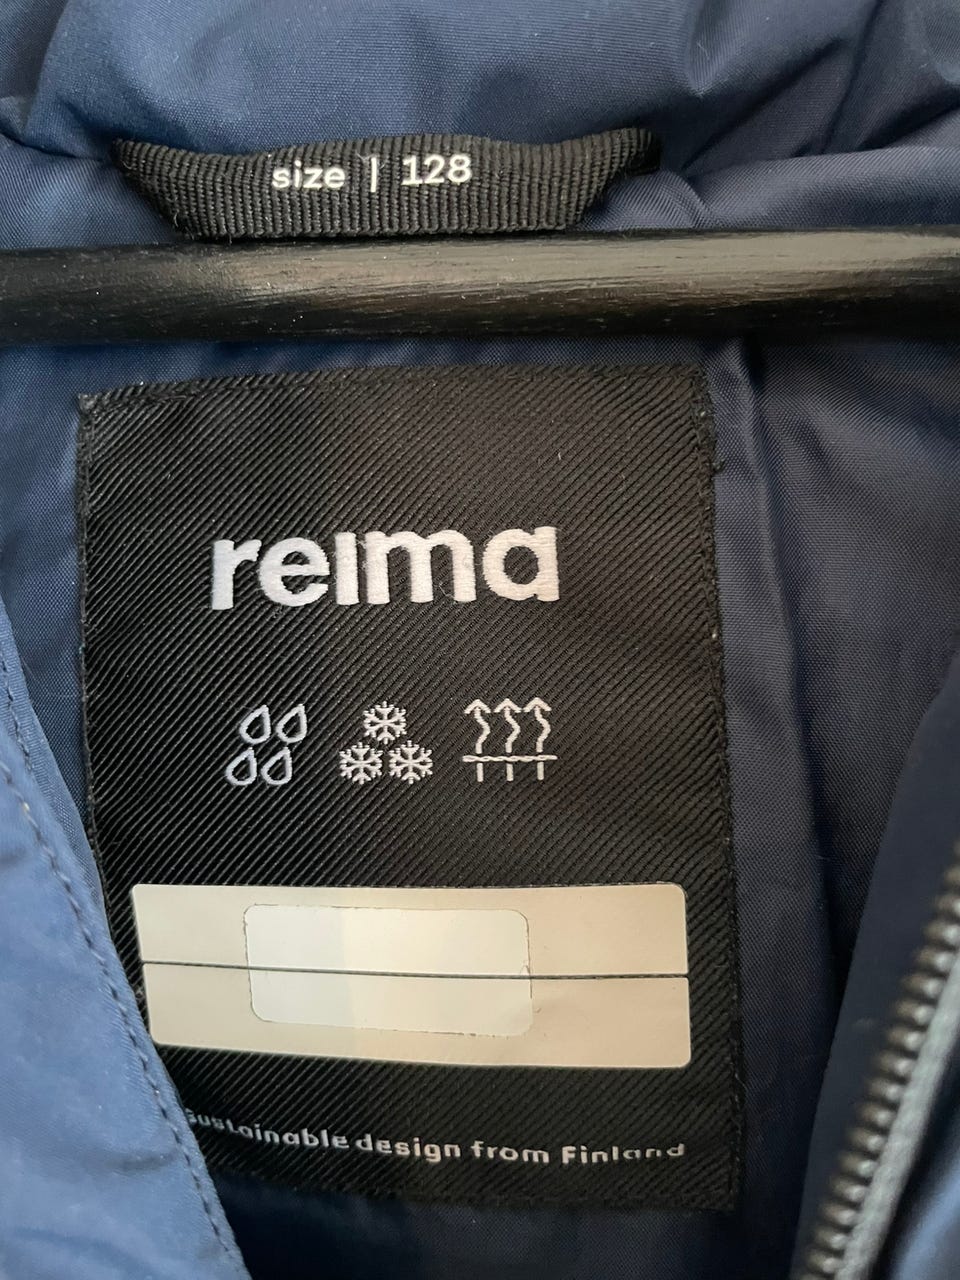 size | 128
reima
Sustainable design from Finland